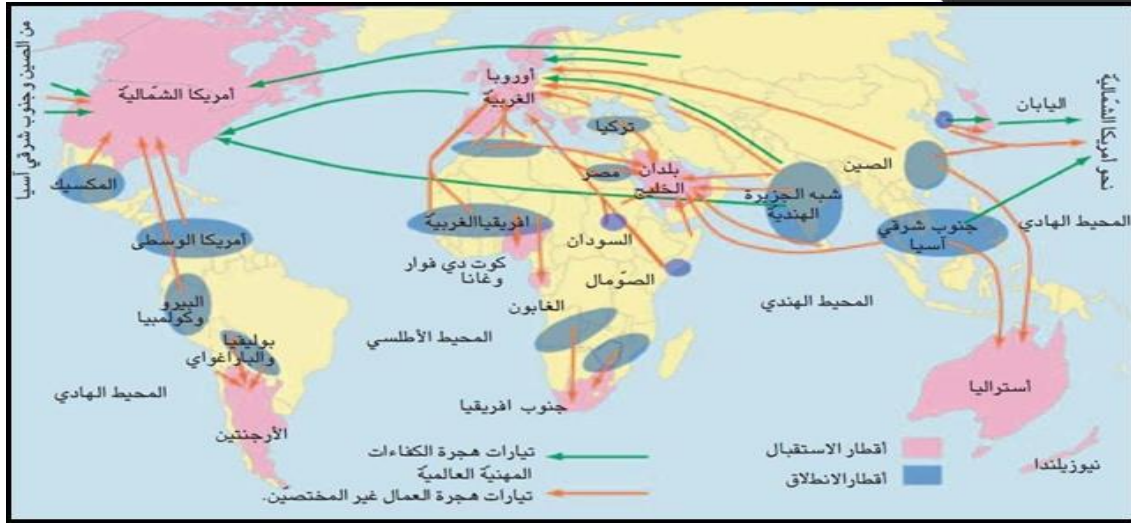 من الصين وجنوب شرقي آسيا
أمريكا الشمالية
المكسيك
أمريكا الوسطى
البيرو
وكولمبيا
بوليفيا
والباراغواي
المحيط الهادي
الأرجنتين
أوروبا
الغربية
تركيا
مصر
بلدان
الخليج
افريقيا الغربية
السودان
كوت دي فوار
وغانا
الصومال
الغابون
المحيط الأطلسي
جنوب افريقيا
شبه الجزيرة
الهندية
الصين
جنوب شرقي
آسيا
المحيط الهندي
اليابان
نحو أمريكا الشمالية
المحيط الهادي
أستراليا
نيوزيلندا
أقطار الاستقبال
أقطار الانطلاق
تيارات هجرة الكفاءات
المهنية العالمية
تيارات هجرة العمال غير المختصين.